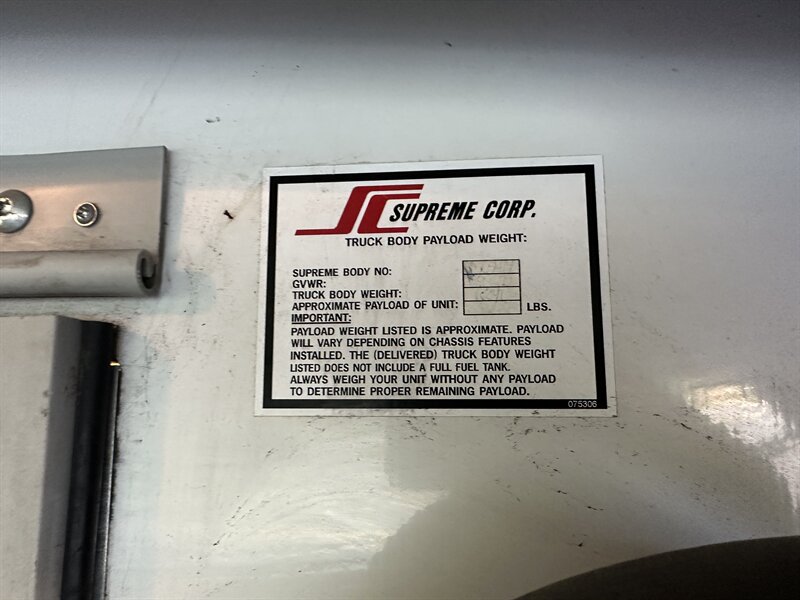 SC SUPREME CORP.
TRUCK BODY PAYLOAD WEIGHT:
SUPREME BODY NO:
GVWR:
TRUCK BODY WEIGHT:
APPROXIMATE PAYLOAD OF UNIT: LBS.
IMPORTANT:
PAYLOAD WEIGHT LISTED IS APPROXIMATE. PAYLOAD
WILL VARY DEPENDING ON CHASSIS FEATURES
INSTALLED. THE (DELIVERED) TRUCK BODY WEIGHT
LISTED DOES NOT INCLUDE A FULL FUEL TANK.
ALWAYS WEIGH YOUR UNIT WITHOUT ANY PAYLOAD
TO DETERMINE PROPER REMAINING PAYLOAD.
075306